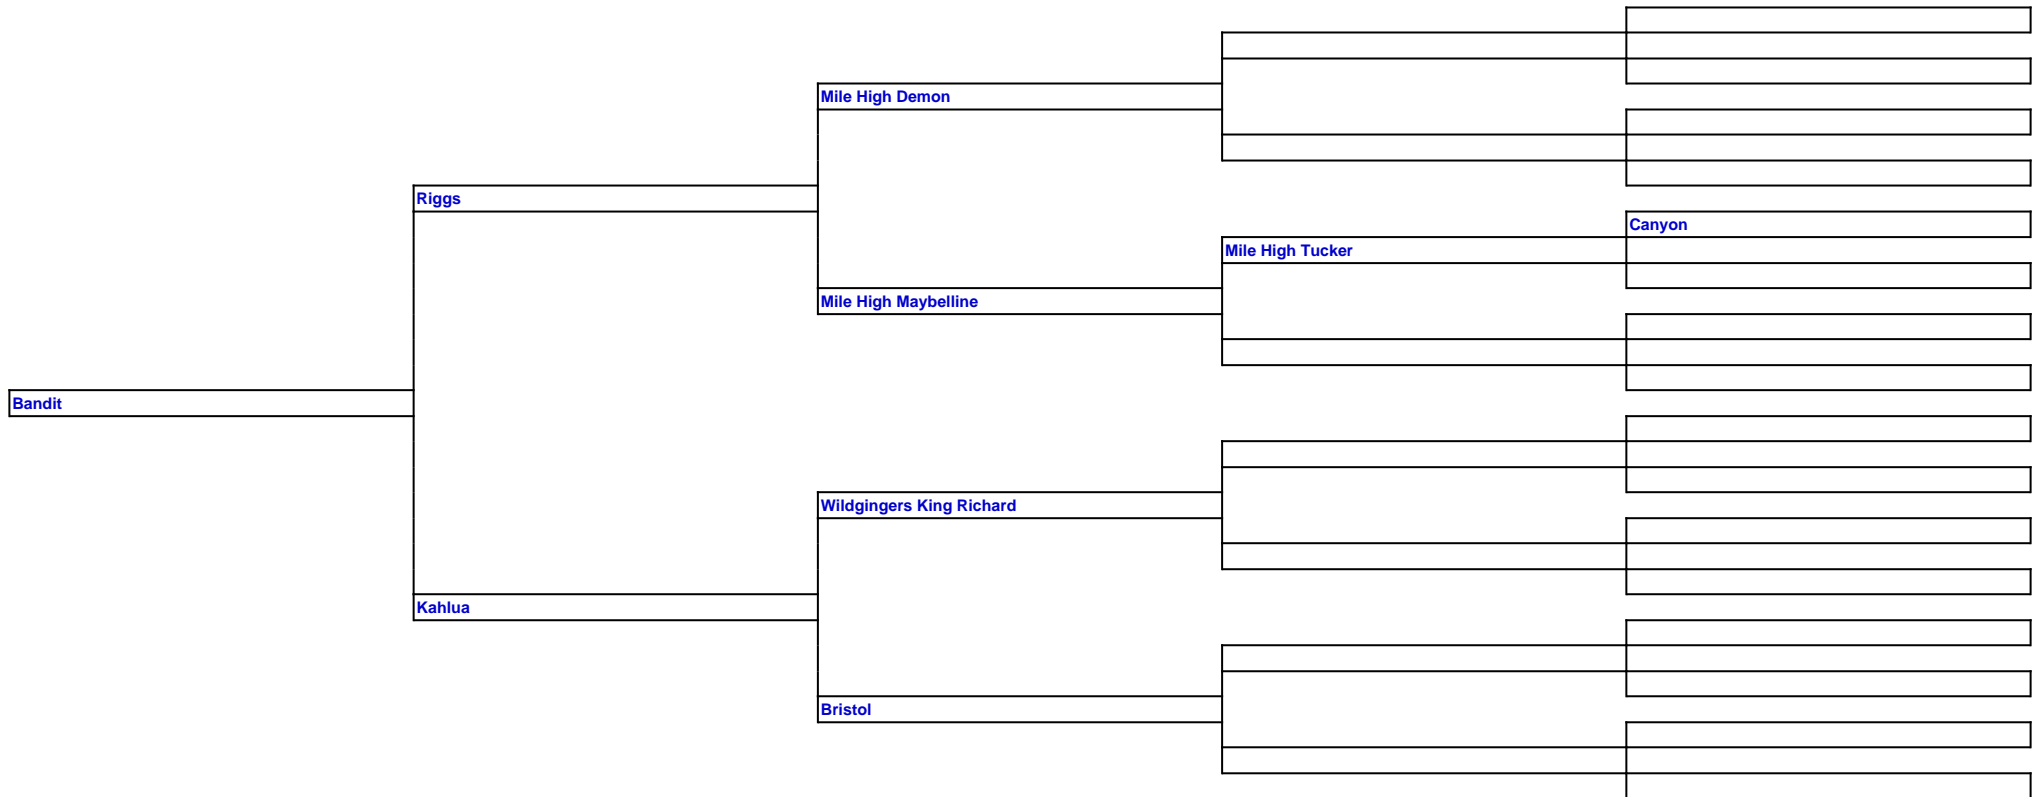 Mile High Demon
Riggs
Canyon
Mile High Tucker
Mile High Maybelline
Bandit
Wildgingers King Richard
Kahlua
Bristol